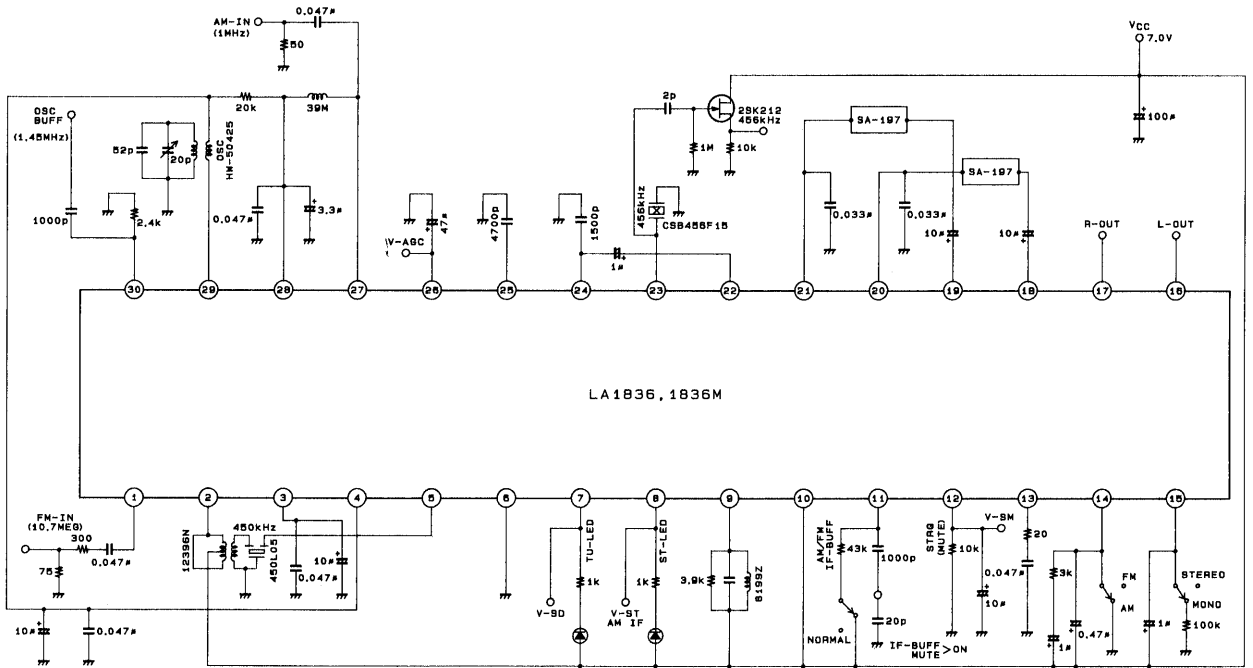 AM-IN
(1MHz)
0.047μ
50
VCC
7.0V
OSC
BUFF
(1.45MHz)
20k
39M
2p
2SK212
456kHz
SA-197
100μ
52p
20p
OSC
HM-50425
1M
10k
SA-197
1000p
2.4k
0.047μ
3.3μ
47μ
4700p
1500p
456kHz
CSB456F15
0.033μ
0.033μ
10μ
10μ
R-OUT
L-OUT
V-AGC
1μ
30
29
28
27
26
25
24
23
22
21
20
19
18
17
16
LA1836, 1836M
1
2
3
4
5
6
7
8
9
10
11
12
13
14
15
FM-IN
(10.7MEG)
300
0.047μ
75
12396N
450kHz
450L05
0.047μ
10μ
TU-LED
1k
V-SD
ST-LED
1k
V-ST
AM IF
3.9k
8199Z
AM/FM
IF-BUFF
43k
1000p
20p
NORMAL
IF-BUFF
MUTE >ON
STRQ
(MUTE)
10k
V-SM
10μ
20
0.047μ
3k
1μ
0.47μ
FM
AM
1μ
STEREO
MONO
100k
10μ
0.047μ